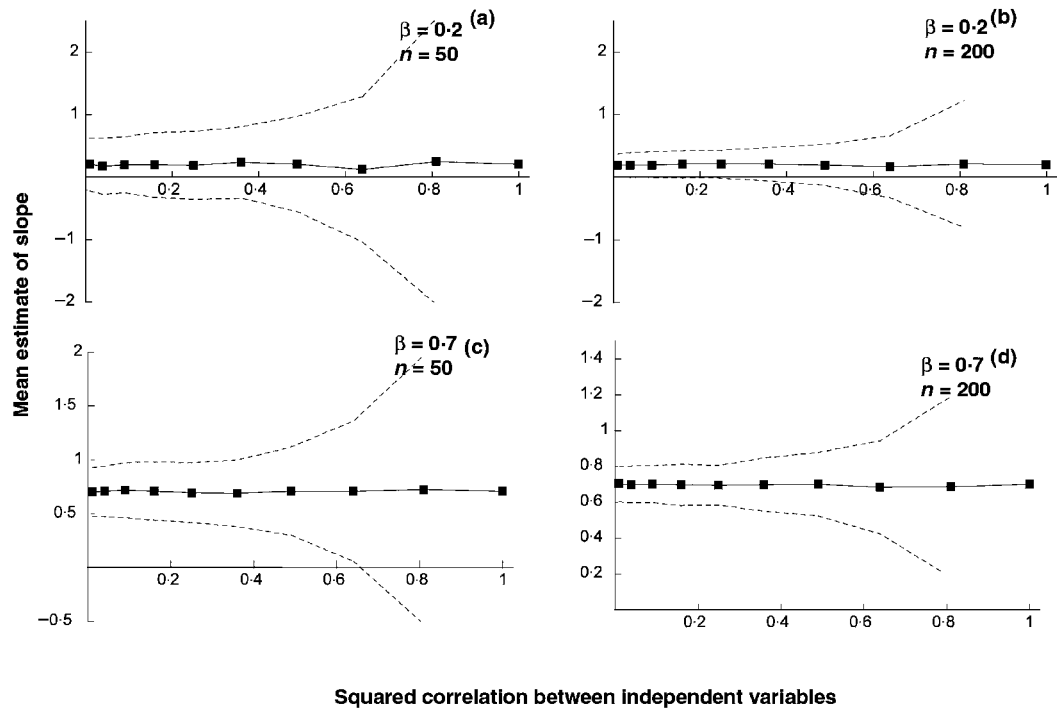 (a)
β = 0·2
n = 50
2
1
−1
−2
0·2 0·4 0·6 0·8 1
(b)
β = 0·2
n = 200
2
1
−1
−2
0·2 0·4 0·6 0·8 1
Mean estimate of slope
(c)
β = 0·7
n = 50
2
1·5
1
0·5
−0·5
0·2 0·4 0·6 0·8 1
(d)
β = 0·7
n = 200
1·4
1·2
1
0·8
0·6
0·4
0·2
0·2 0·4 0·6 0·8 1
Squared correlation between independent variables